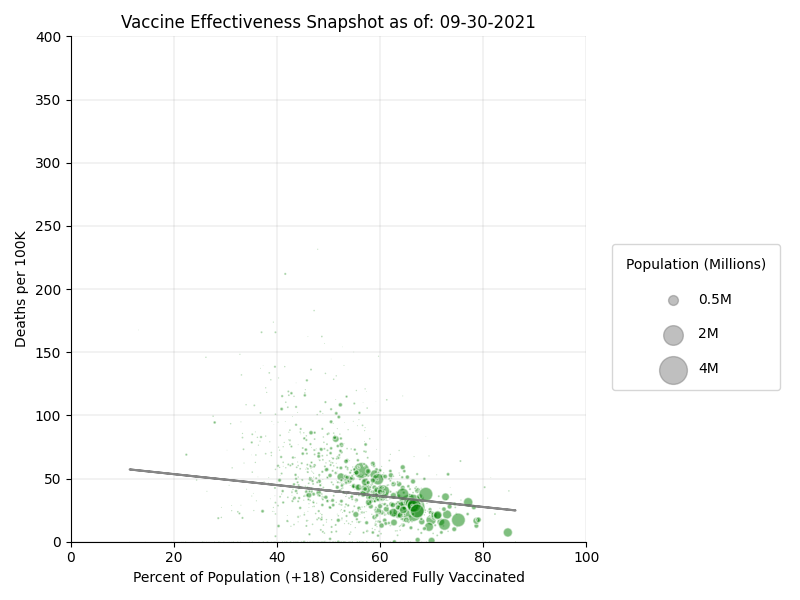 Vaccine Effectiveness Snapshot as of: 09-30-2021
400
350
300
250
200
150
100
50
0
Deaths per 100K
0 20 40 60 80 100
Percent of Population (+18) Considered Fully Vaccinated
Population (Millions)
0.5M
2M
4M